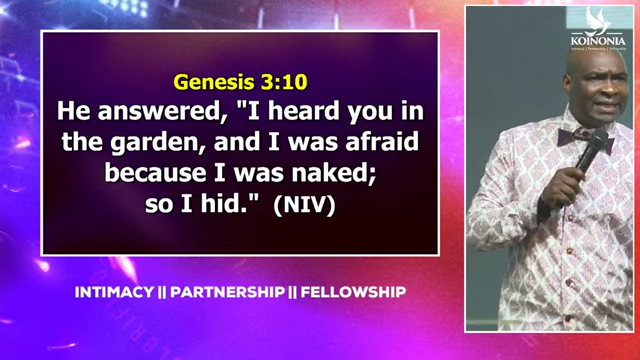 Genesis 3:10
He answered, "I heard you in
the garden, and I was afraid
because I was naked;
so I hid." (NIV)
INTIMACY || PARTNERSHIP || FELLOWSHIP
KOINONIA
Intimacy | Partnership | Fellowship